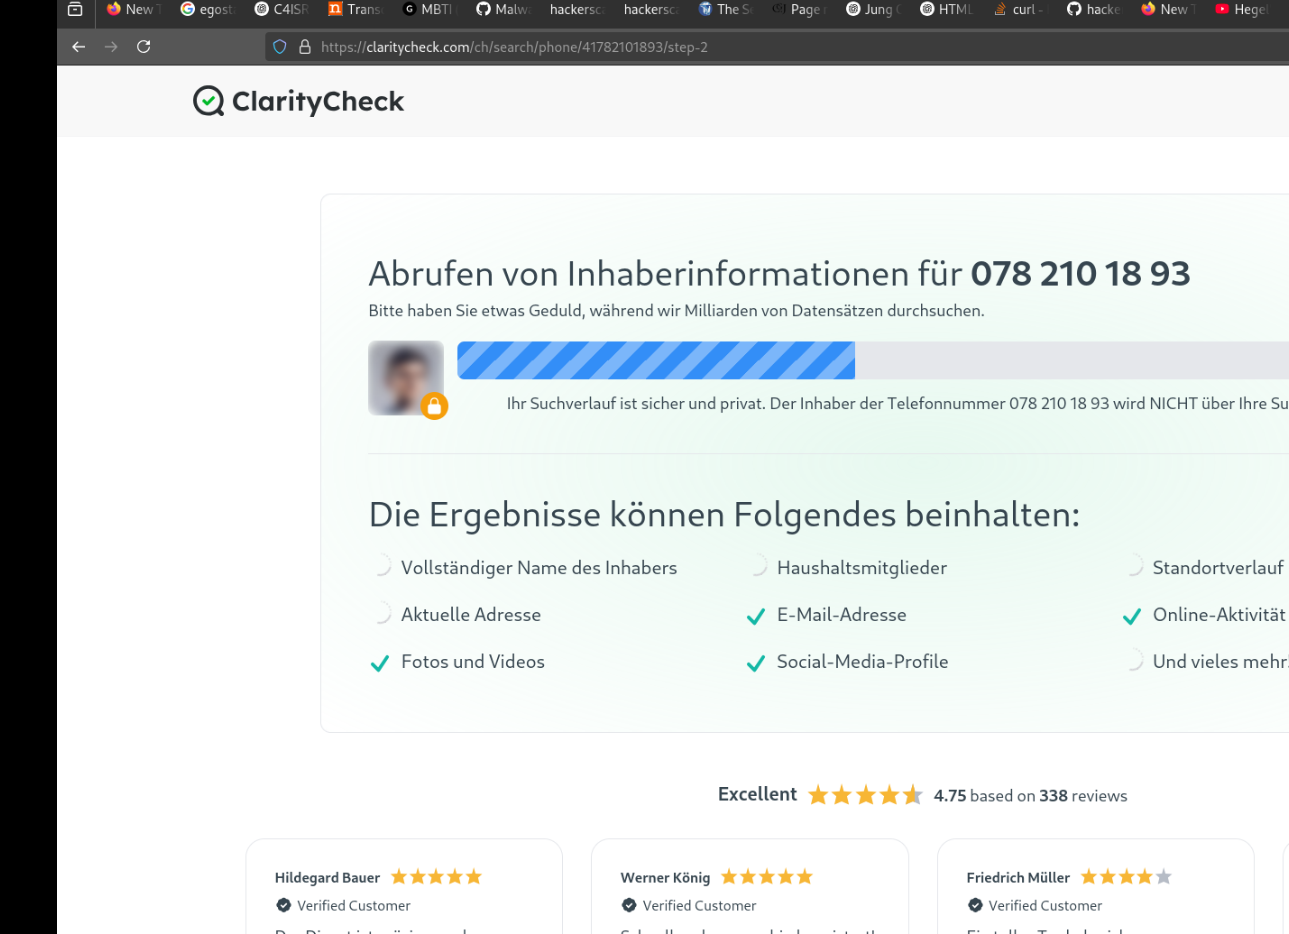 New T
egost
C4ISR
Trans
MBTI
Malwa
hackersca
hackersca
The So
Page n
Jung
HTML
curl -
hacke
New T
Hegel
https://claritycheck.com/ch/search/phone/41782101893/step-2
ClarityCheck
Abrufen von Inhaberinformationen für 078 210 18 93
Bitte haben Sie etwas Geduld, während wir Milliarden von Datensätzen durchsuchen.
Ihr Suchverlauf ist sicher und privat. Der Inhaber der Telefonnummer 078 210 18 93 wird NICHT über Ihre Su
Die Ergebnisse können Folgendes beinhalten:
Vollständiger Name des Inhabers
Haushaltsmitglieder
Standortverlauf
Aktuelle Adresse
E-Mail-Adresse
Online-Aktivität
Fotos und Videos
Social-Media-Profile
Und vieles mehr!
Excellent 4.75 based on 338 reviews
Hildegard Bauer
Verified Customer
Werner König
Verified Customer
Friedrich Müller
Verified Customer